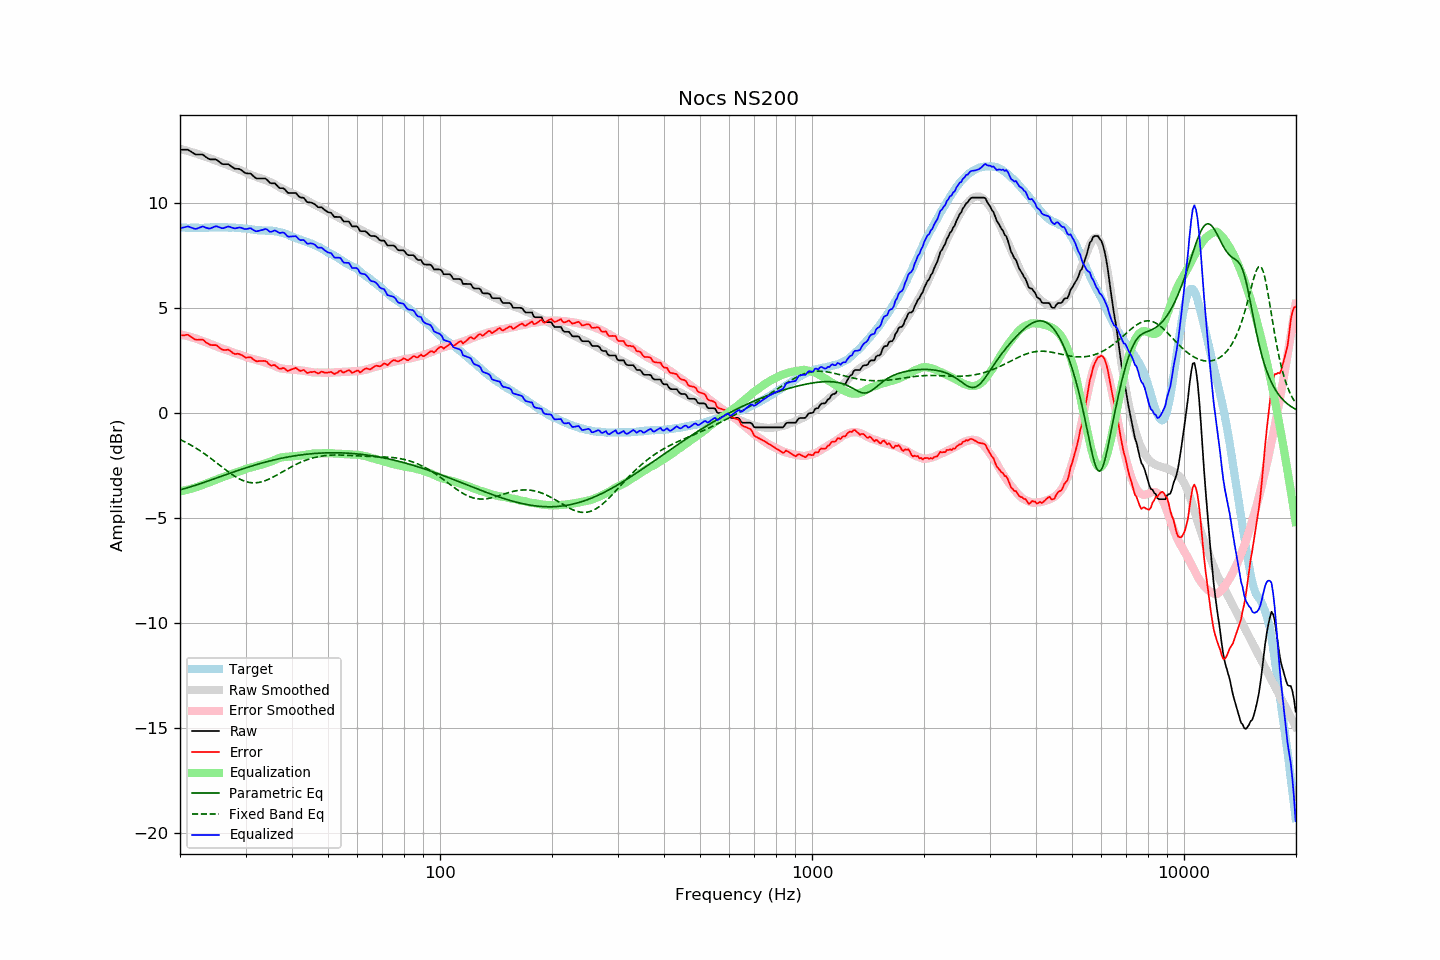 Nocs NS200
Amplitude (dBr)
10
5
0
−5
−10
−15
−20
Target
Raw Smoothed
Error Smoothed
Raw
Error
Equalization
Parametric Eq
Fixed Band Eq
Equalized
100
1000
10000
Frequency (Hz)